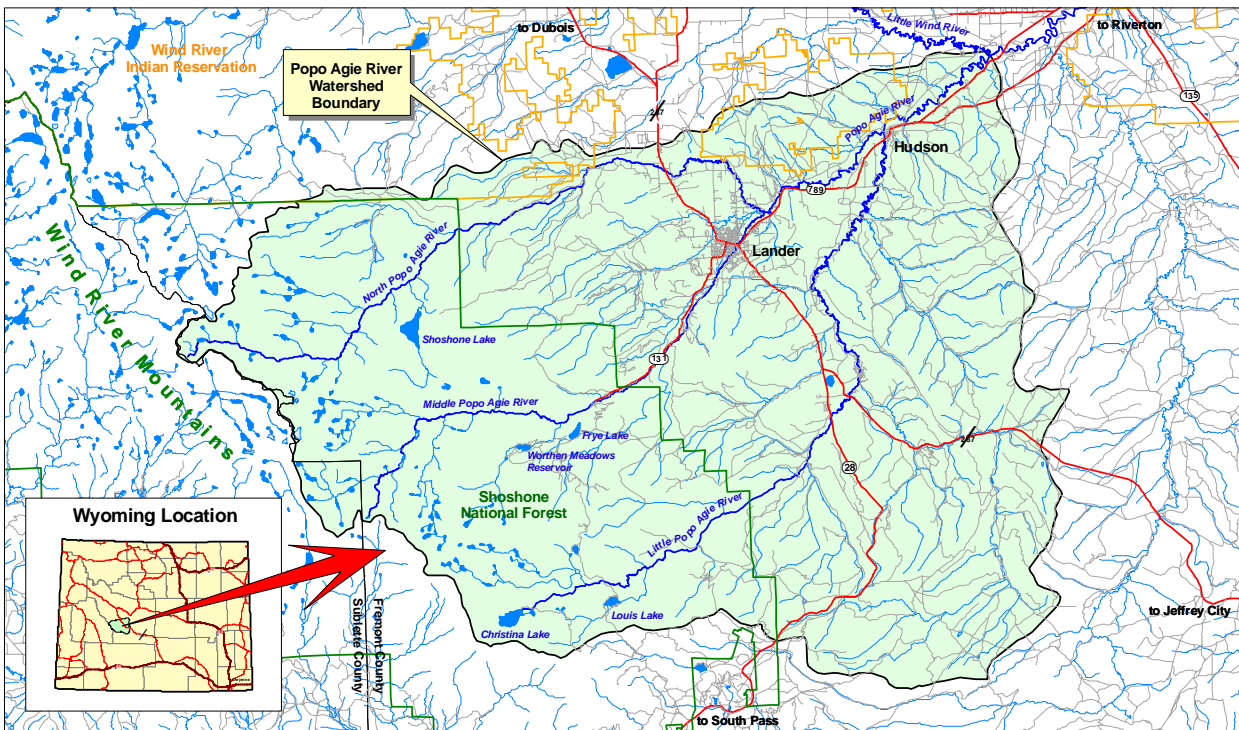 to Dubois
Little Wind River
to Riverton
Wind River
Indian Reservation
Popo Agie River
Watershed
Boundary
135
287
Popo Agie River
Hudson
789
Wind River Mountains
Lander
North Popo Agie River
Shoshone Lake
131
Middle Popo Agie River
Frye Lake
Worthen Meadows
Reservoir
287
28
Shoshone
National Forest
Little Popo Agie River
Wyoming Location
Louis Lake
Christina Lake
to Jeffrey City
Sublette County
Fremont County
to South Pass